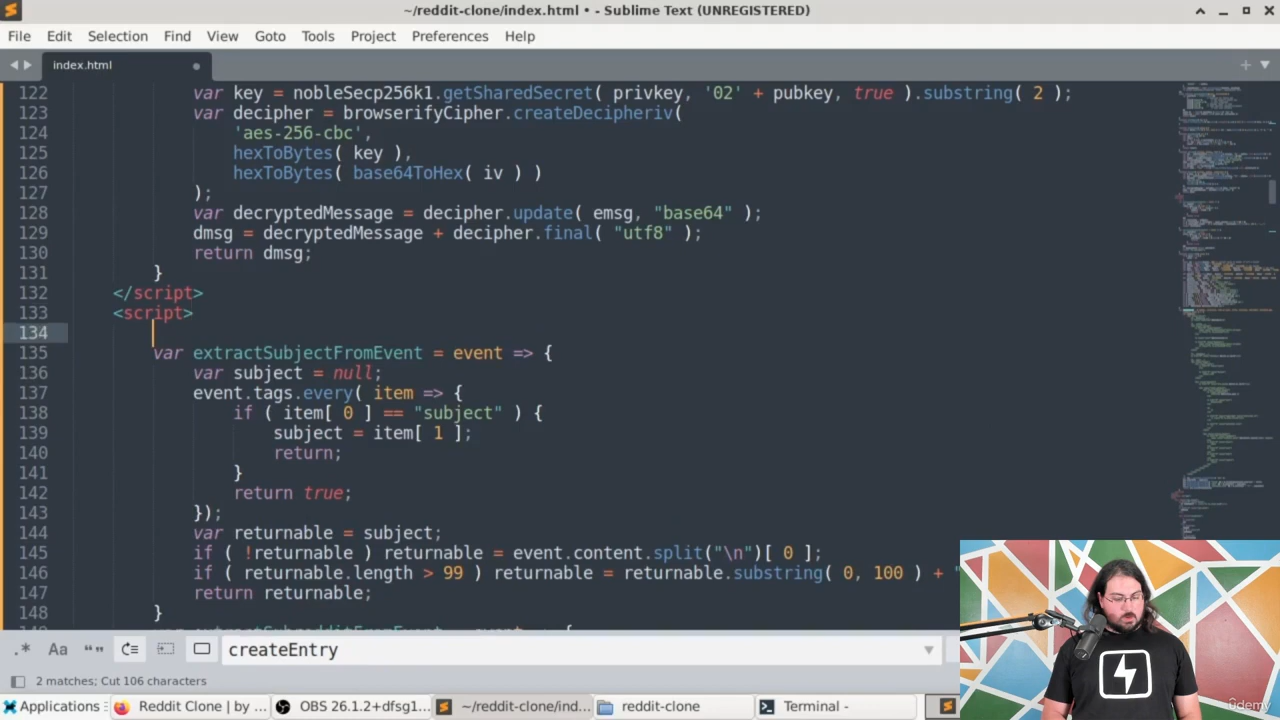 ~/reddit-clone/index.html • - Sublime Text (UNREGISTERED)
File Edit Selection Find View Goto Tools Project Preferences Help
index.html
122 var key = nobleSecp256k1.getSharedSecret( privkey, '02' + pubkey, true ).substring( 2 );
123 var decipher = browserifyCipher.createDecipheriv(
124 'aes-256-cbc',
125 hexToBytes( key ),
126 hexToBytes( base64ToHex( iv ) )
127 );
128 var decryptedMessage = decipher.update( emsg, "base64" );
129 dmsg = decryptedMessage + decipher.final( "utf8" );
130 return dmsg;
131 }
132 </script>
133 <script>
134
135 var extractSubjectFromEvent = event => {
136 var subject = null;
137 event.tags.every( item => {
138 if ( item[ 0 ] == "subject" ) {
139 subject = item[ 1 ];
140 return;
141 }
142 return true;
143 });
144 var returnable = subject;
145 if ( !returnable ) returnable = event.content.split("\n")[ 0 ];
146 if ( returnable.length > 99 ) returnable = returnable.substring( 0, 100 ) + "
147 return returnable;
148 }
.* Aa “” createEntry
2 matches; Cut 106 characters
Applications Reddit Clone | by ... OBS 26.1.2+dfsg1... ~/reddit-clone/ind... reddit-clone Terminal -
ûdemy